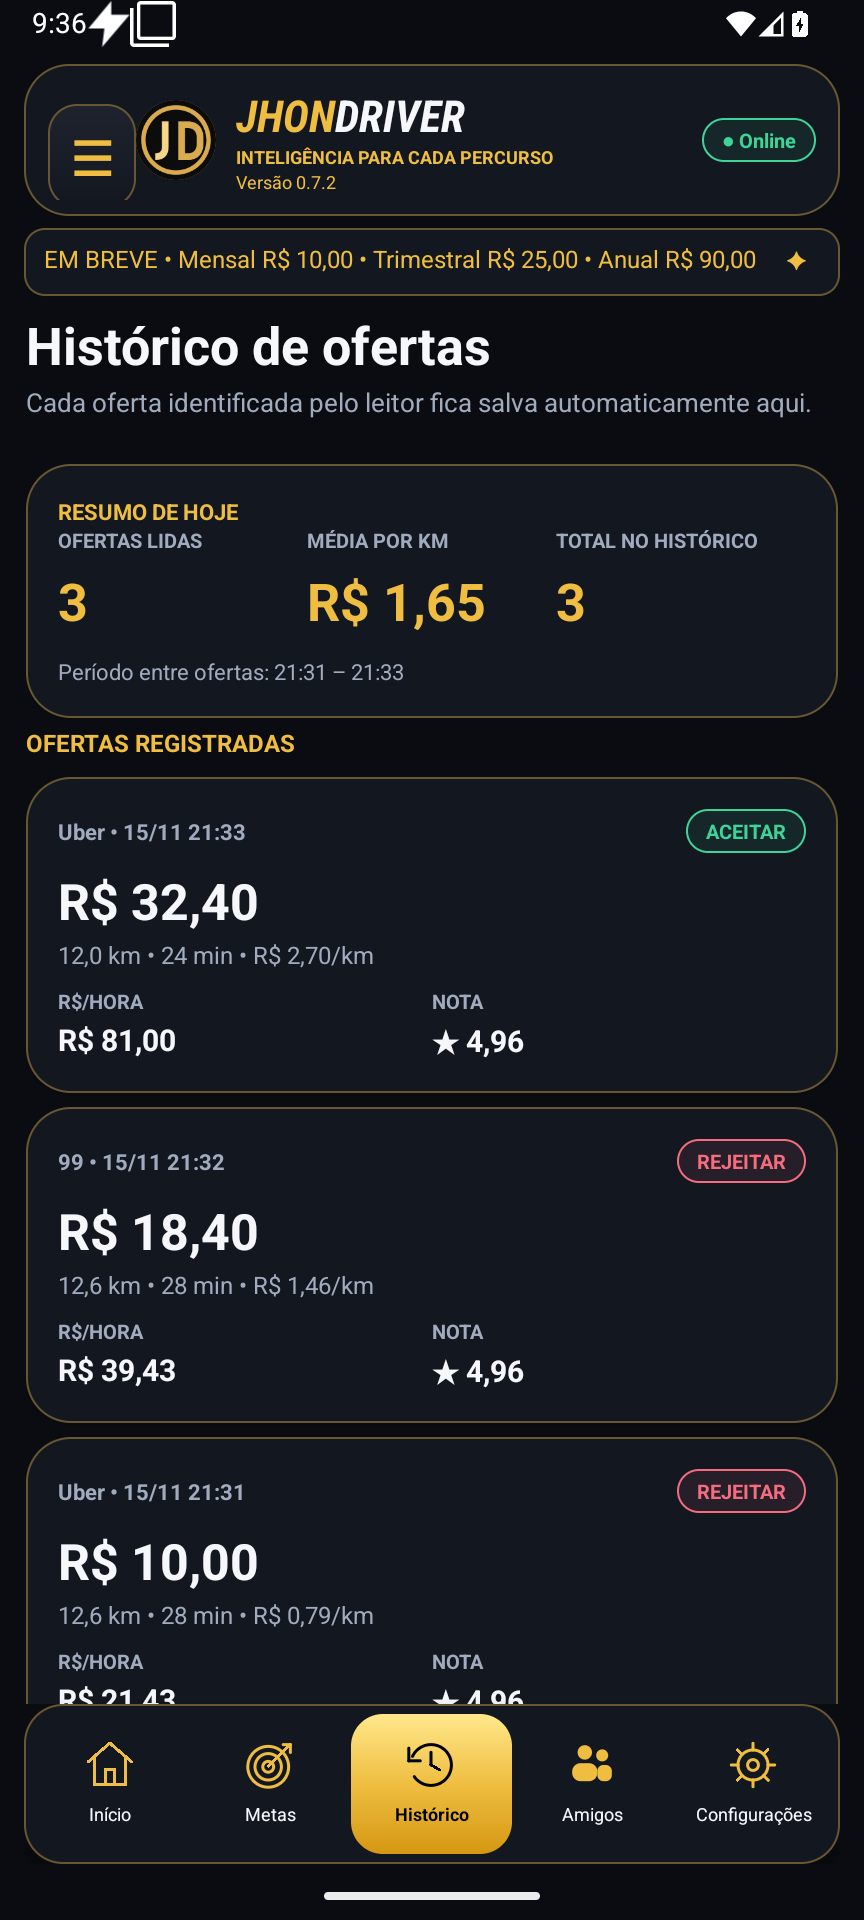 9:36
JD
JHONDRIVER
INTELIGÊNCIA PARA CADA PERCURSO
Versão 0.7.2
● Online
EM BREVE • Mensal R$ 10,00 • Trimestral R$ 25,00 • Anual R$ 90,00 ✦
Histórico de ofertas
Cada oferta identificada pelo leitor fica salva automaticamente aqui.
RESUMO DE HOJE
OFERTAS LIDAS MÉDIA POR KM TOTAL NO HISTÓRICO
3 R$ 1,65 3
Período entre ofertas: 21:31 – 21:33
OFERTAS REGISTRADAS
Uber • 15/11 21:33 ACEITAR
R$ 32,40
12,0 km • 24 min • R$ 2,70/km
R$/HORA NOTA
R$ 81,00 ★ 4,96
99 • 15/11 21:32 REJEITAR
R$ 18,40
12,6 km • 28 min • R$ 1,46/km
R$/HORA NOTA
R$ 39,43 ★ 4,96
Uber • 15/11 21:31 REJEITAR
R$ 10,00
12,6 km • 28 min • R$ 0,79/km
R$/HORA NOTA
R$ 21,43 ★ 4,96
Início Metas Histórico Amigos Configurações